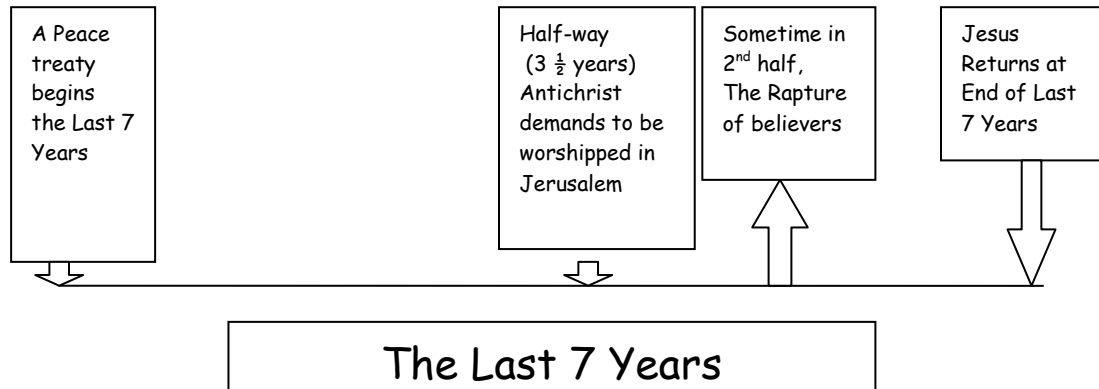 A Peace
treaty
begins
the Last 7
Years
Half-way
(3 ½ years)
Antichrist
demands to be
worshipped in
Jerusalem
Sometime in
2nd half,
The Rapture
of believers
Jesus
Returns at
End of Last
7 Years
The Last 7 Years